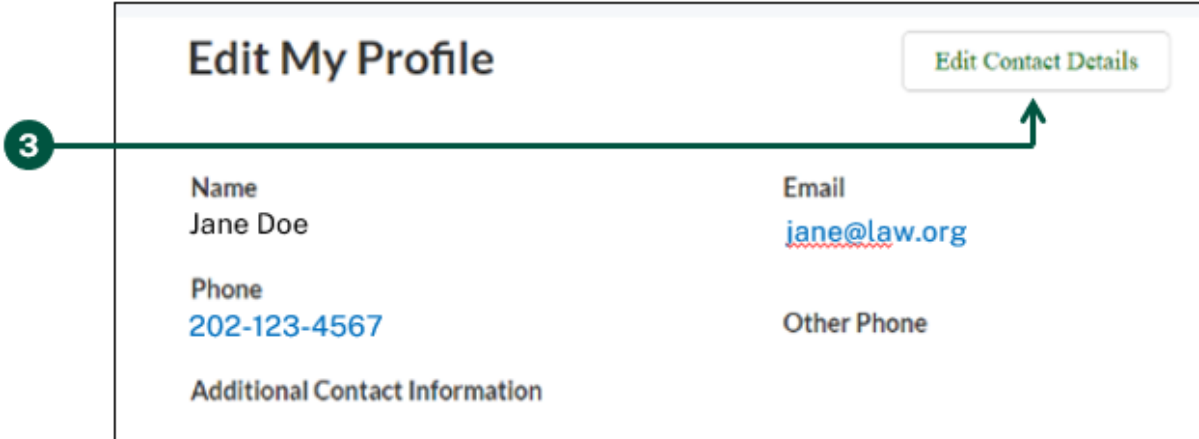 Edit My Profile
Edit Contact Details
3
Name
Jane Doe
Email
jane@law.org
Phone
202-123-4567
Other Phone
Additional Contact Information